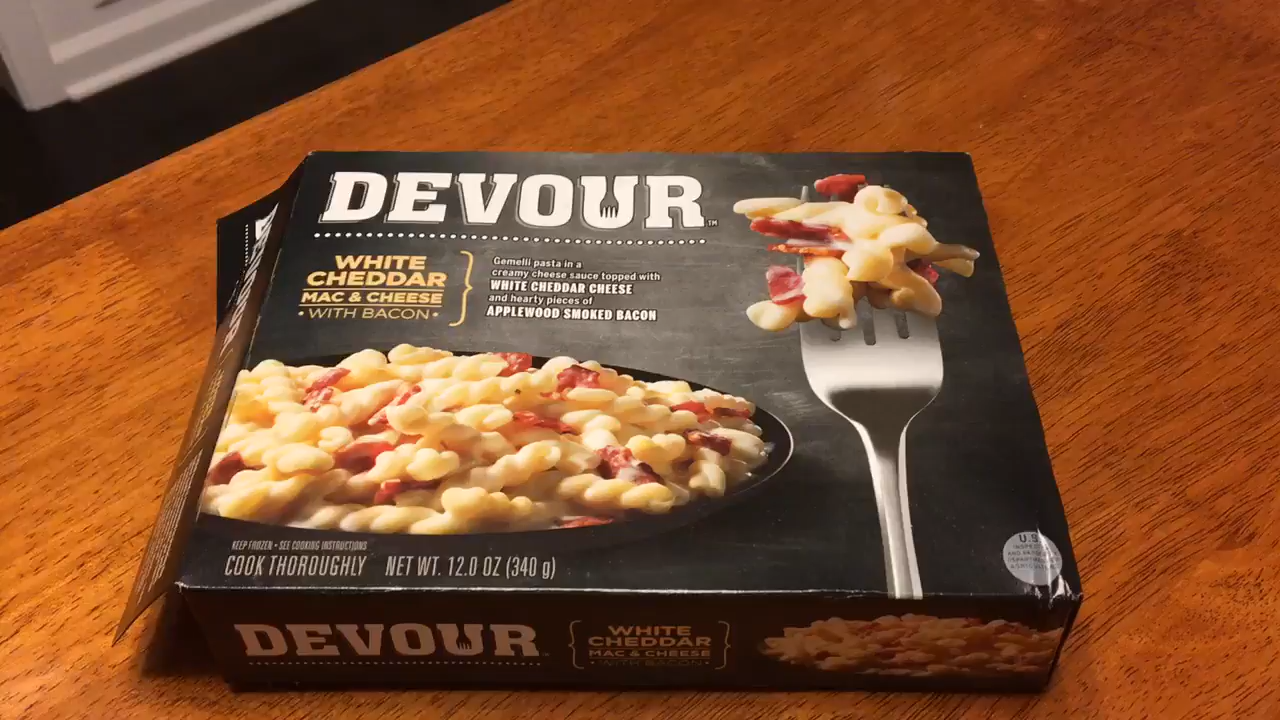 DEVOUR™
WHITE
CHEDDAR
MAC & CHEESE
• WITH BACON •
Gemelli pasta in a
creamy cheese sauce topped with
WHITE CHEDDAR CHEESE
and hearty pieces of
APPLEWOOD SMOKED BACON
KEEP FROZEN • SEE COOKING INSTRUCTIONS
COOK THOROUGHLY NET WT. 12.0 OZ (340 g)
U.S.
DEVOUR
WHITE
CHEDDAR
MAC & CHEESE
• WITH BACON •